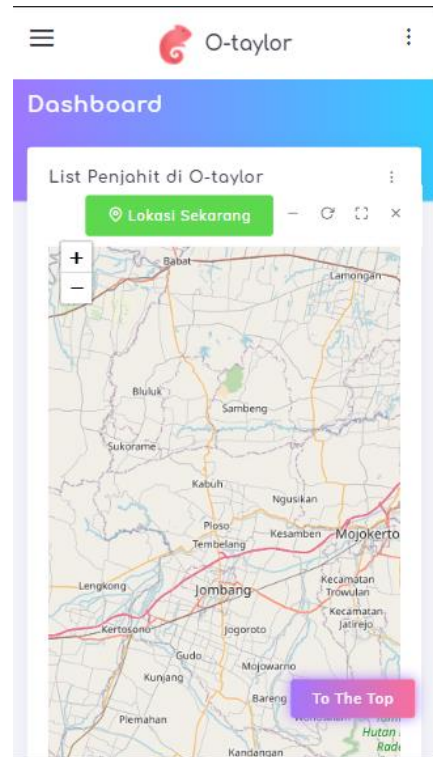 O-taylor
Dashboard
List Penjahit di O-taylor
Lokasi Sekarang
+
−
Babat
Lamongan
Bluluk
Sambeng
Sukorame
Kabuh
Ngusikan
Ploso
Kesamben
Mojokerto
Tembelang
Lengkong
Jombang
Kecamatan
Trowulan
Kecamatan
Jatirejo
Kertosono
Jogoroto
Gudo
Mojowarno
Kunjang
Bareng
To The Top
Plemahan
Hutan
Kandangan